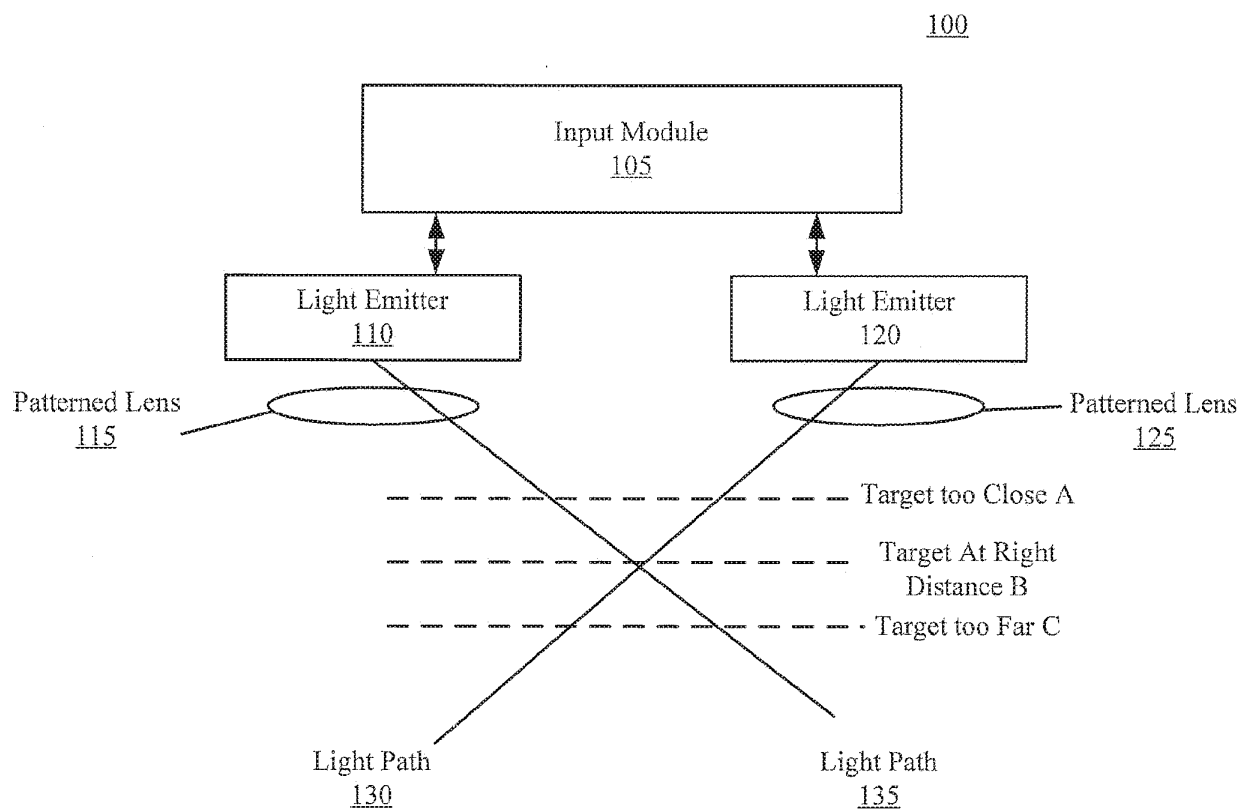 100
Input Module
105
Light Emitter
110
Light Emitter
120
Patterned Lens
115
Patterned Lens
125
Target too Close A
Target At Right
Distance B
Target too Far C
Light Path
130
Light Path
135